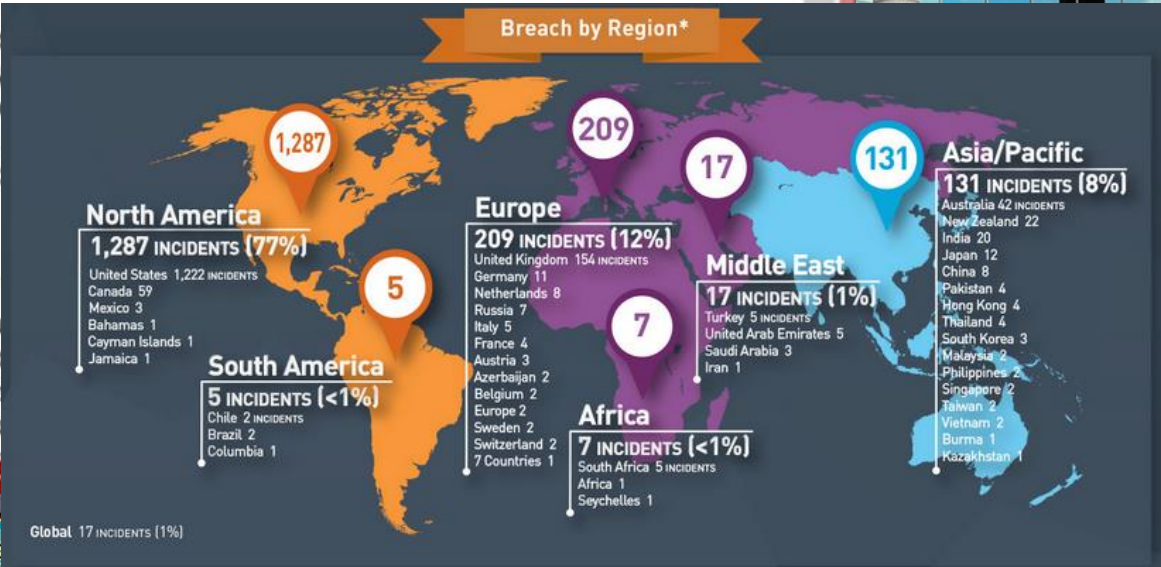 Breach by Region*
1,287
209
17
131
5
7
North America
1,287 INCIDENTS (77%)
United States 1,222 INCIDENTS
Canada 59
Mexico 3
Bahamas 1
Cayman Islands 1
Jamaica 1
South America
5 INCIDENTS (<1%)
Chile 2 INCIDENTS
Brazil 2
Columbia 1
Europe
209 INCIDENTS (12%)
United Kingdom 154 INCIDENTS
Germany 11
Netherlands 8
Russia 7
Italy 5
France 4
Austria 3
Azerbaijan 2
Belgium 2
Europe 2
Sweden 2
Switzerland 2
7 Countries 1
Africa
7 INCIDENTS (<1%)
South Africa 5 INCIDENTS
Africa 1
Seychelles 1
Middle East
17 INCIDENTS (1%)
Turkey 5 INCIDENTS
United Arab Emirates 5
Saudi Arabia 3
Iran 1
Asia/Pacific
131 INCIDENTS (8%)
Australia 42 INCIDENTS
New Zealand 22
India 20
Japan 12
China 8
Pakistan 4
Hong Kong 4
Thailand 4
South Korea 3
Malaysia 2
Philippines 2
Singapore 2
Taiwan 2
Vietnam 2
Burma 1
Kazakhstan 1
Global 17 INCIDENTS (1%)